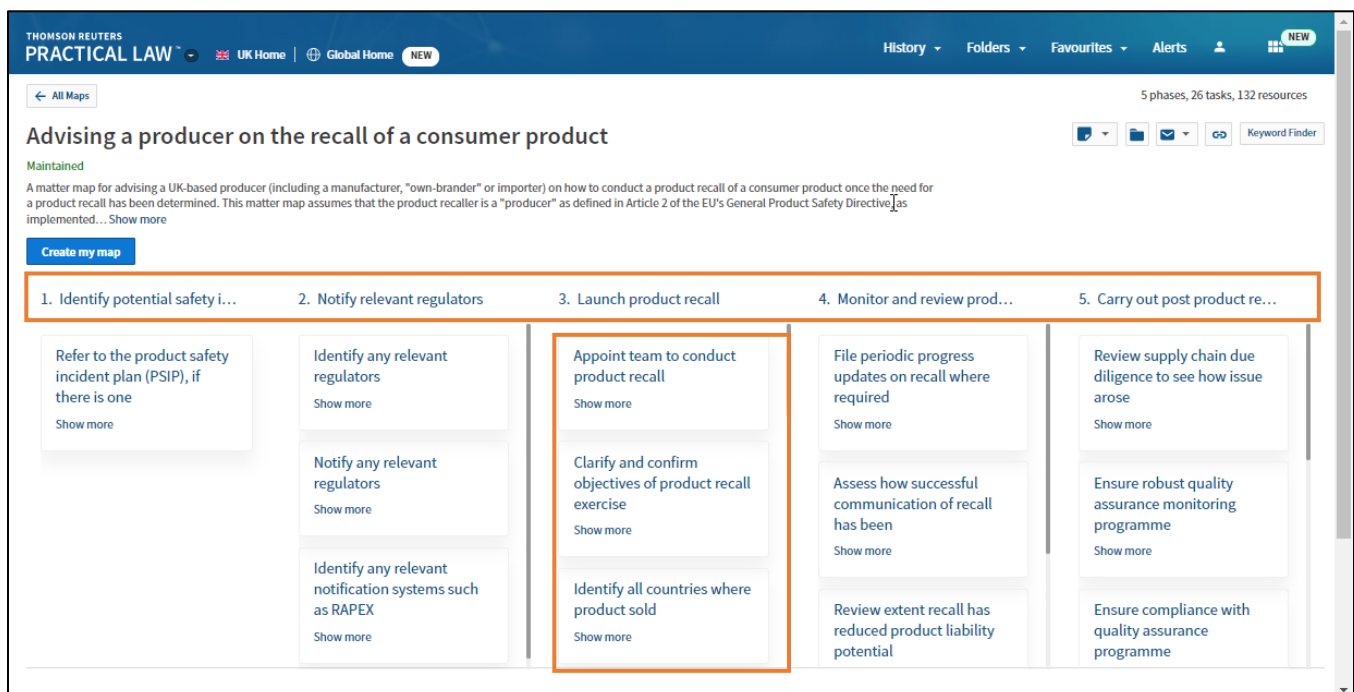 THOMSON REUTERS
PRACTICAL LAW™ UK Home | Global Home NEW History Folders Favourites Alerts NEW
← All Maps
5 phases, 26 tasks, 132 resources
Advising a producer on the recall of a consumer product
Keyword Finder
Maintained
A matter map for advising a UK-based producer (including a manufacturer, "own-brander" or importer) on how to conduct a product recall of a consumer product once the need for
a product recall has been determined. This matter map assumes that the product recaller is a "producer" as defined in Article 2 of the EU's General Product Safety Directive, as
implemented… Show more
Create my map
1. Identify potential safety i…
2. Notify relevant regulators
3. Launch product recall
4. Monitor and review prod…
5. Carry out post product re…
Refer to the product safety
incident plan (PSIP), if
there is one
Show more
Identify any relevant
regulators
Show more
Notify any relevant
regulators
Show more
Identify any relevant
notification systems such
as RAPEX
Show more
Appoint team to conduct
product recall
Show more
Clarify and confirm
objectives of product recall
exercise
Show more
Identify all countries where
product sold
Show more
File periodic progress
updates on recall where
required
Show more
Assess how successful
communication of recall
has been
Show more
Review extent recall has
reduced product liability
potential
Review supply chain due
diligence to see how issue
arose
Show more
Ensure robust quality
assurance monitoring
programme
Show more
Ensure compliance with
quality assurance
programme